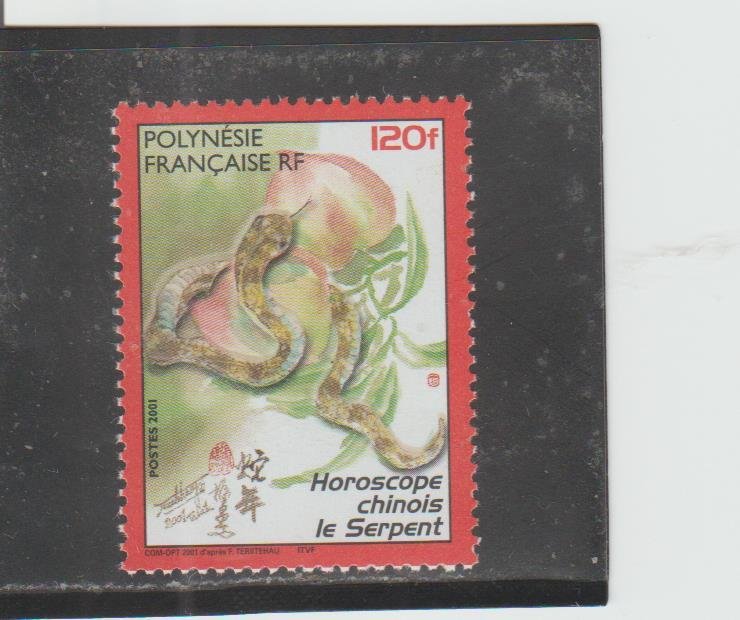 POLYNÉSIE
FRANÇAISE RF
120f
POSTES 2001
蛇年
Horoscope
chinois
le Serpent
COM-OPT 2001 d'après F. TERIITEHAU ITVF